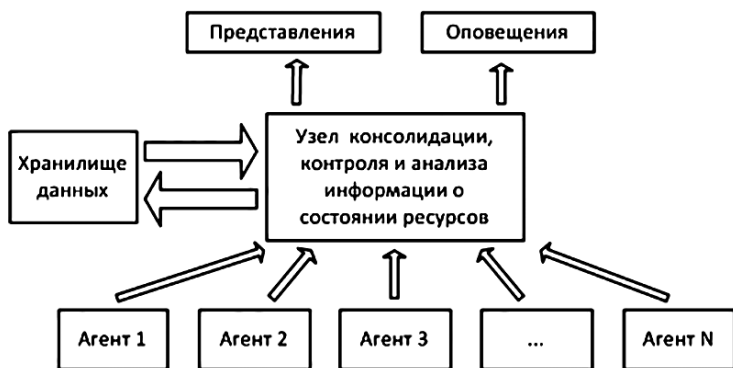 Представления
Оповещения
Хранилище
данных
Узел консолидации,
контроля и анализа
информации о
состоянии ресурсов
Агент 1
Агент 2
Агент 3
...
Агент N